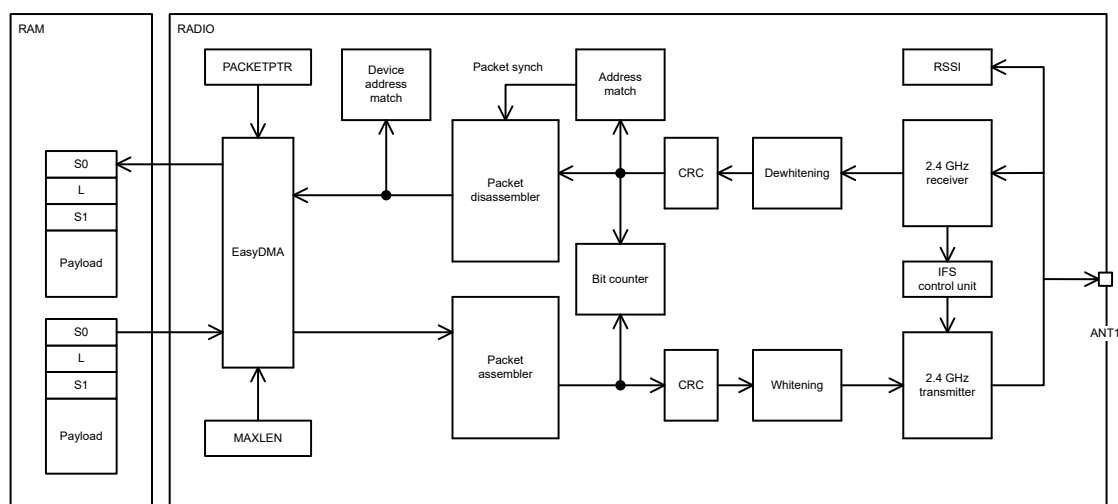 RAM
RADIO
PACKETPTR
Device
address
match
Packet synch
Address
match
RSSI
S0
L
S1
Payload
EasyDMA
Packet
disassembler
CRC
Dewhitening
2.4 GHz
receiver
Bit counter
IFS
control unit
ANT1
S0
L
S1
Payload
Packet
assembler
CRC
Whitening
2.4 GHz
transmitter
MAXLEN